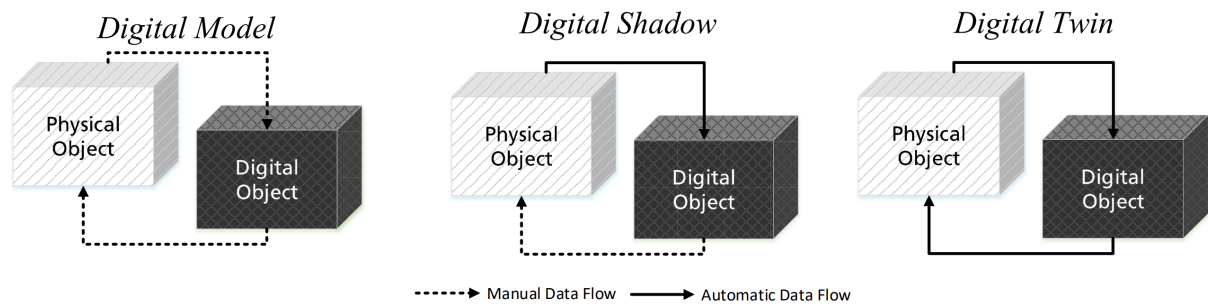 Digital Model
Physical
Object
Digital
Object
Digital Shadow
Physical
Object
Digital
Object
Digital Twin
Physical
Object
Digital
Object
Manual Data Flow
Automatic Data Flow